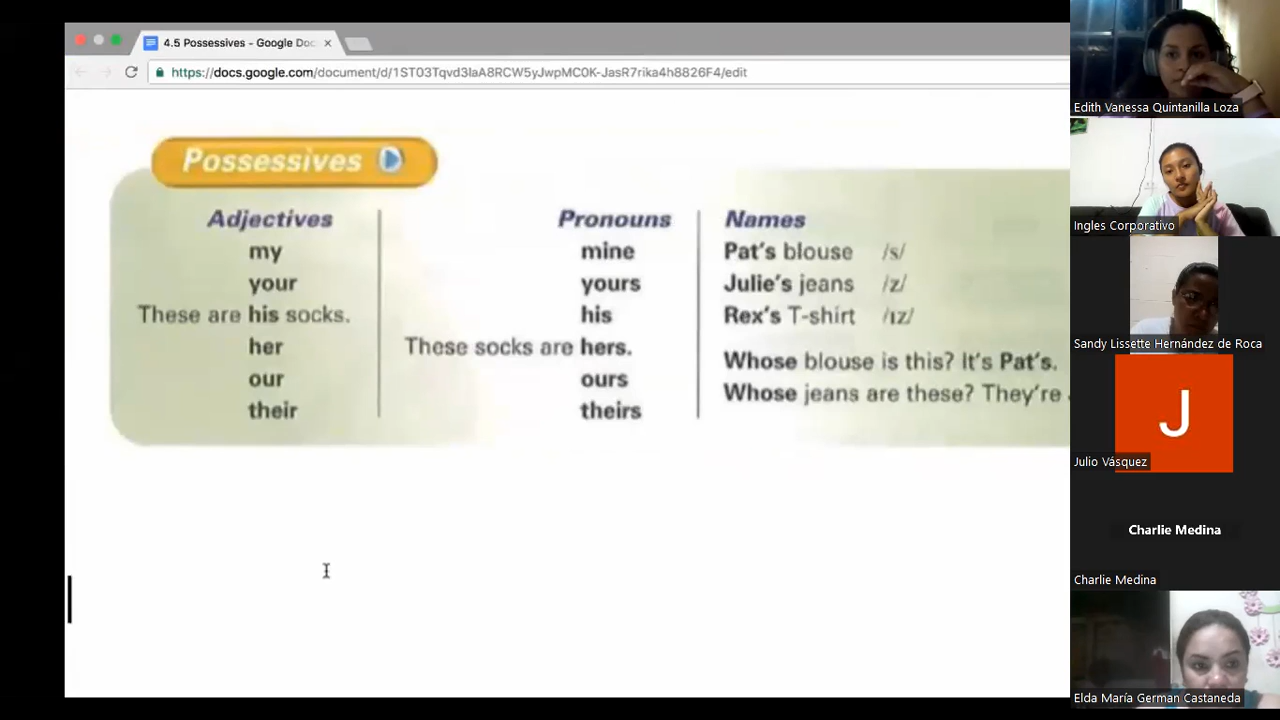 4.5 Possessives - Google Doc
https://docs.google.com/document/d/1ST03Tqvd3laA8RCW5yJwpMC0K-JasR7rika4h8826F4/edit
Possessives
Adjectives
my
your
These are his socks.
her
our
their
Pronouns
mine
yours
his
These socks are hers.
ours
theirs
Names
Pat's blouse /s/
Julie's jeans /z/
Rex's T-shirt /ɪz/
Whose blouse is this? It's Pat's.
Whose jeans are these? They're
Edith Vanessa Quintanilla Loza
Ingles Corporativo
Sandy Lissette Hernández de Roca
J
Julio Vásquez
Charlie Medina
Charlie Medina
Elda María German Castaneda